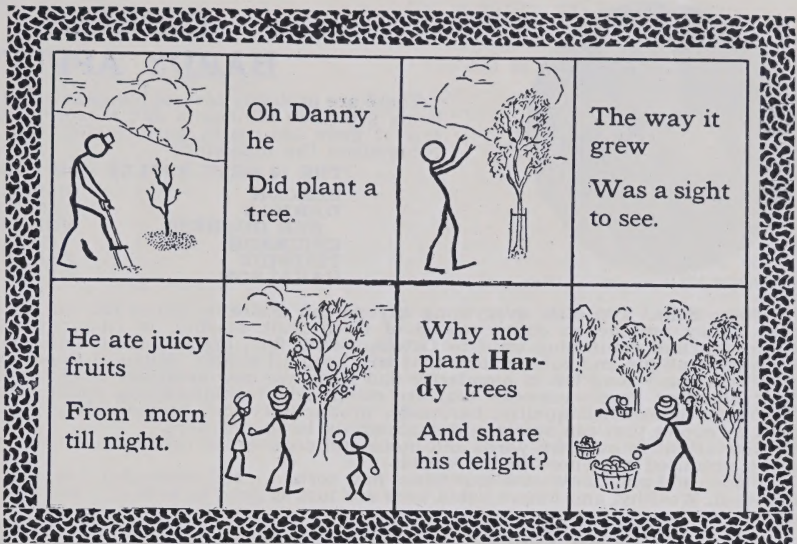 Oh Danny
he
Did plant a
tree.
The way it
grew
Was a sight
to see.
He ate juicy
fruits
From morn
till night.
Why not
plant Har-
dy trees
And share
his delight?